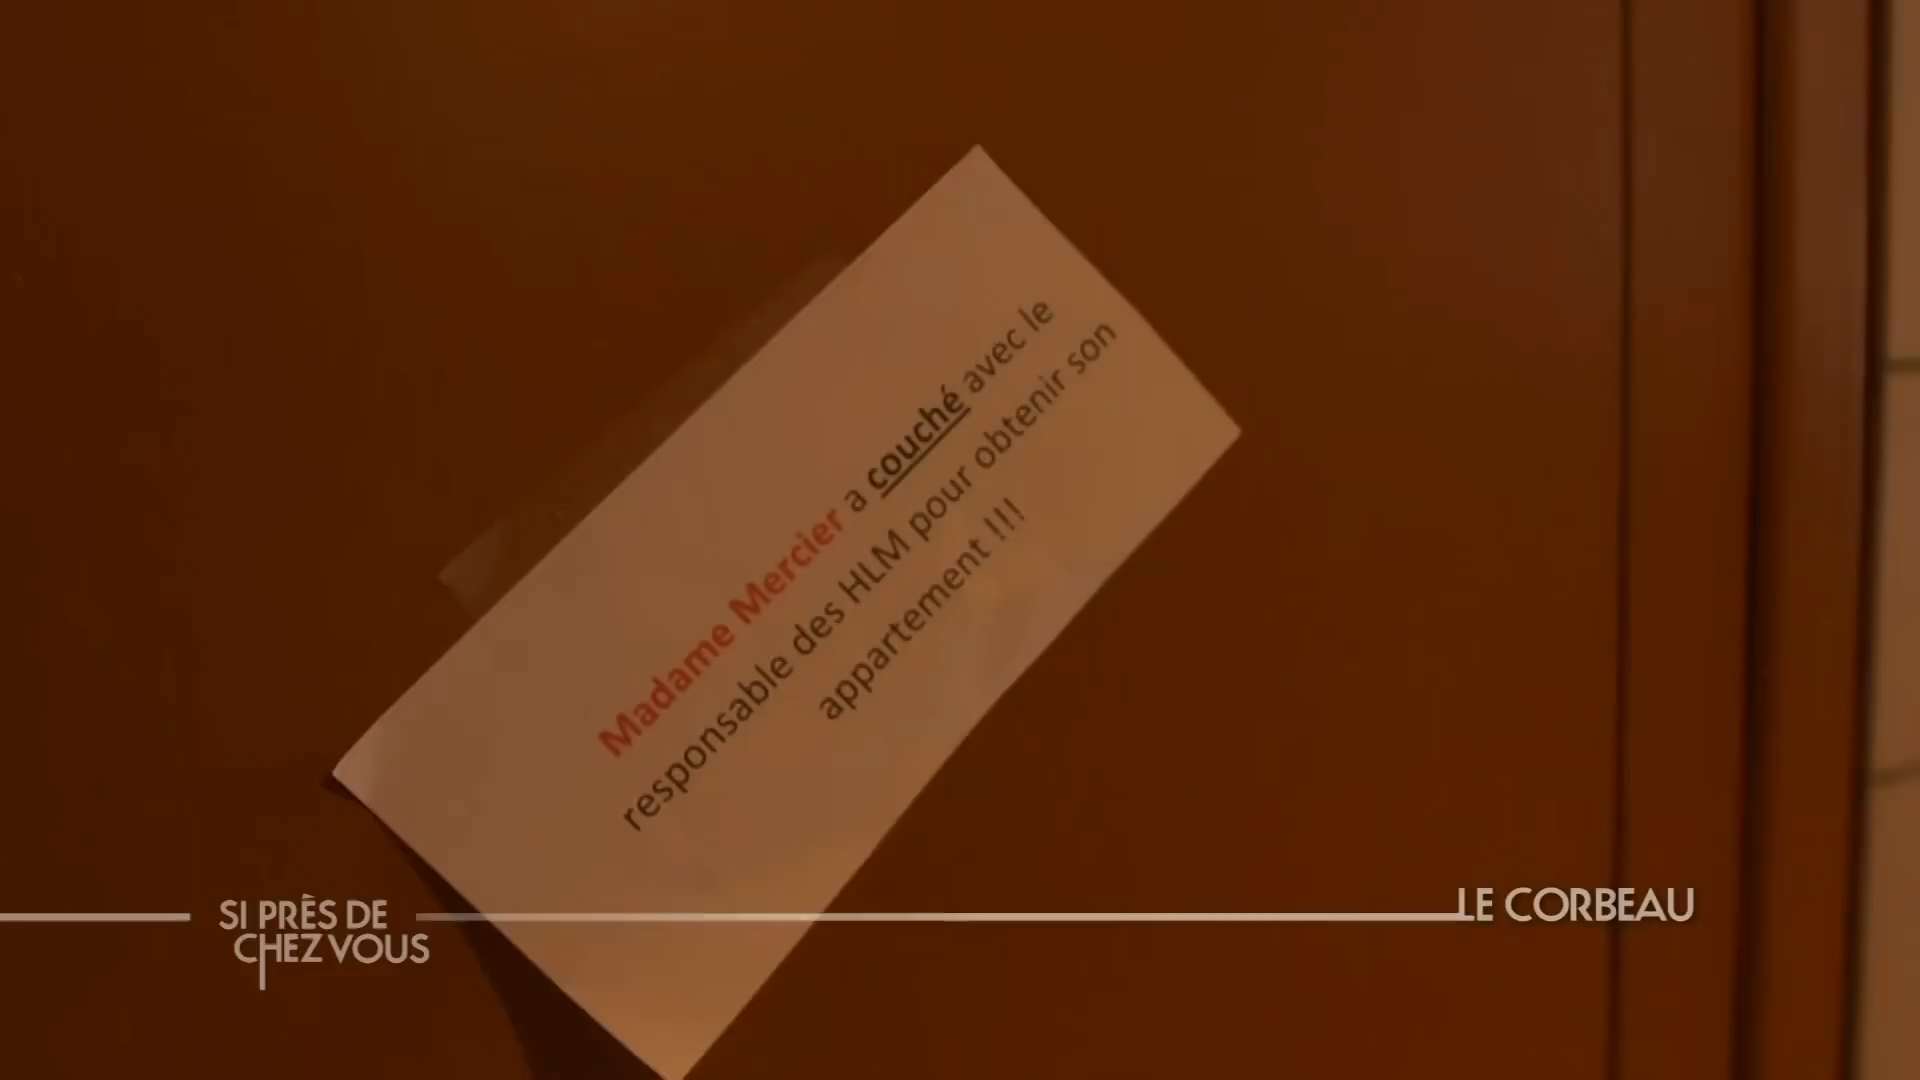 Madame Mercier a couché avec le
responsable des HLM pour obtenir son
appartement !!!
SI PRÈS DE
CHEZ VOUS
LE CORBEAU